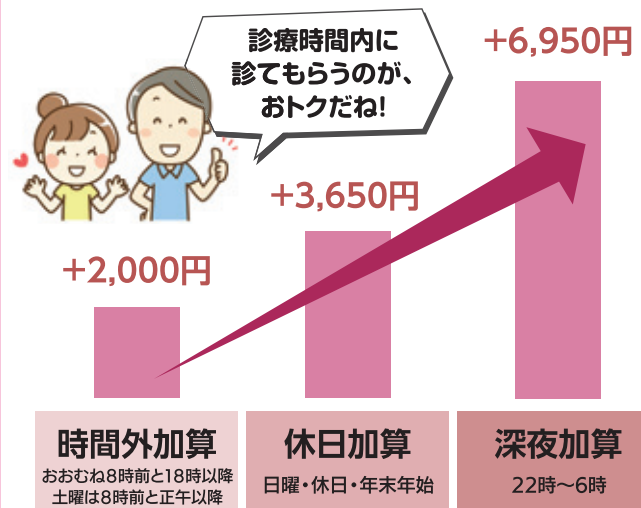 診療時間内に
診てもらうのが、
おトクだね!
+6,950円
+3,650円
+2,000円
時間外加算
おおむね8時前と18時以降
土曜は8時前と正午以降
休日加算
日曜・休日・年末年始
深夜加算
22時~6時